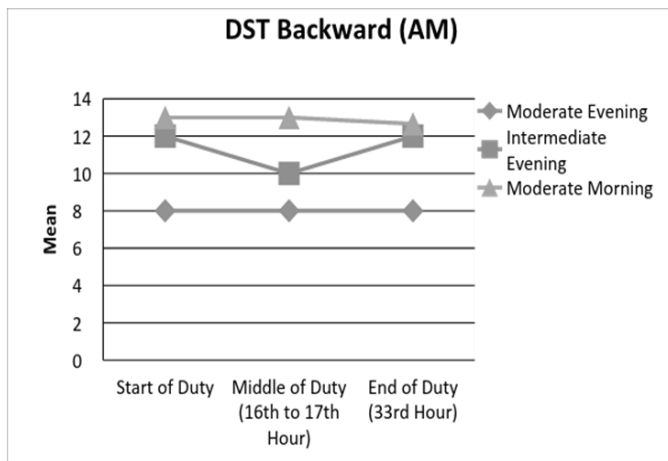 DST Backward (AM)
14
12
10
8
6
4
2
0
Mean
Start of Duty
Middle of Duty
(16th to 17th
Hour)
End of Duty
(33rd Hour)
Moderate Evening
Intermediate
Evening
Moderate Morning